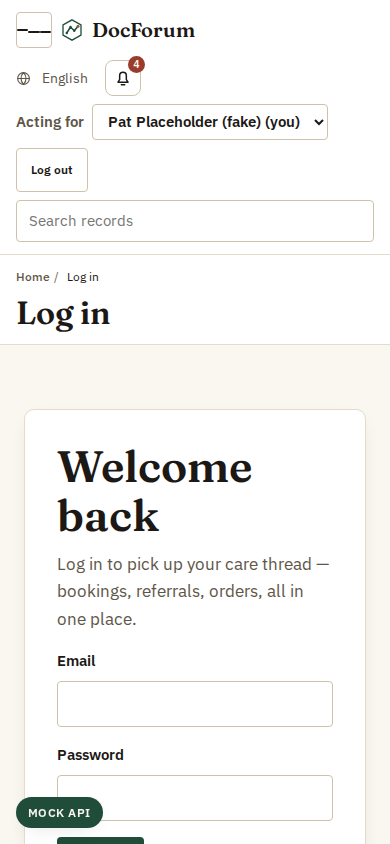 DocForum
English
4
Acting for
Pat Placeholder (fake) (you)
Log out
Search records
Home / Log in
Log in
Welcome
back
Log in to pick up your care thread —
bookings, referrals, orders, all in
one place.
Email
Password
MOCK API